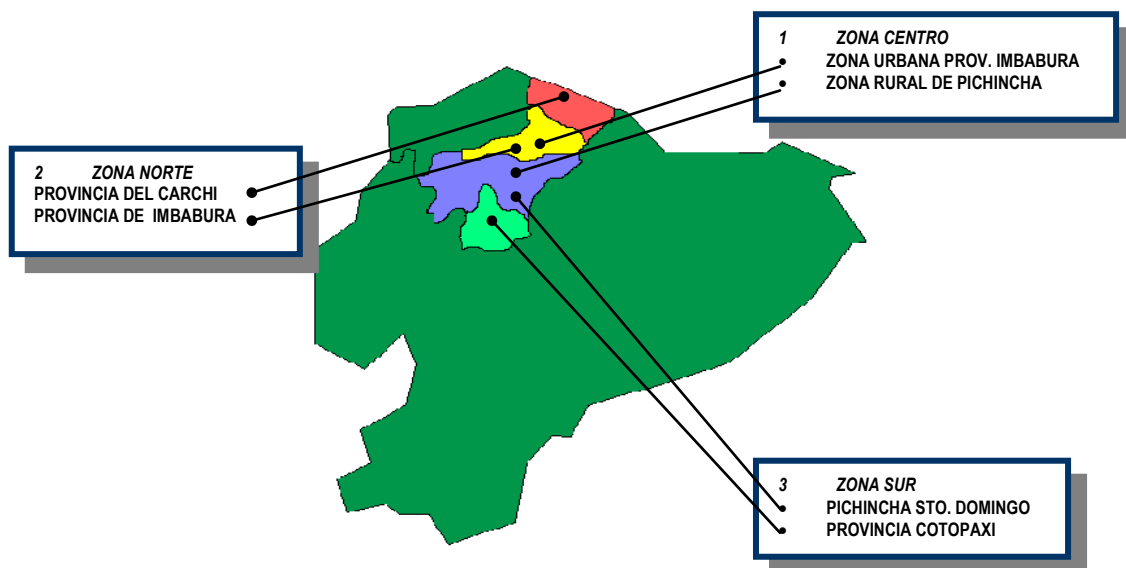 1 ZONA CENTRO
• ZONA URBANA PROV. IMBABURA
• ZONA RURAL DE PICHINCHA
2 ZONA NORTE
PROVINCIA DEL CARCHI
PROVINCIA DE IMBABURA
3 ZONA SUR
• PICHINCHA STO. DOMINGO
• PROVINCIA COTOPAXI